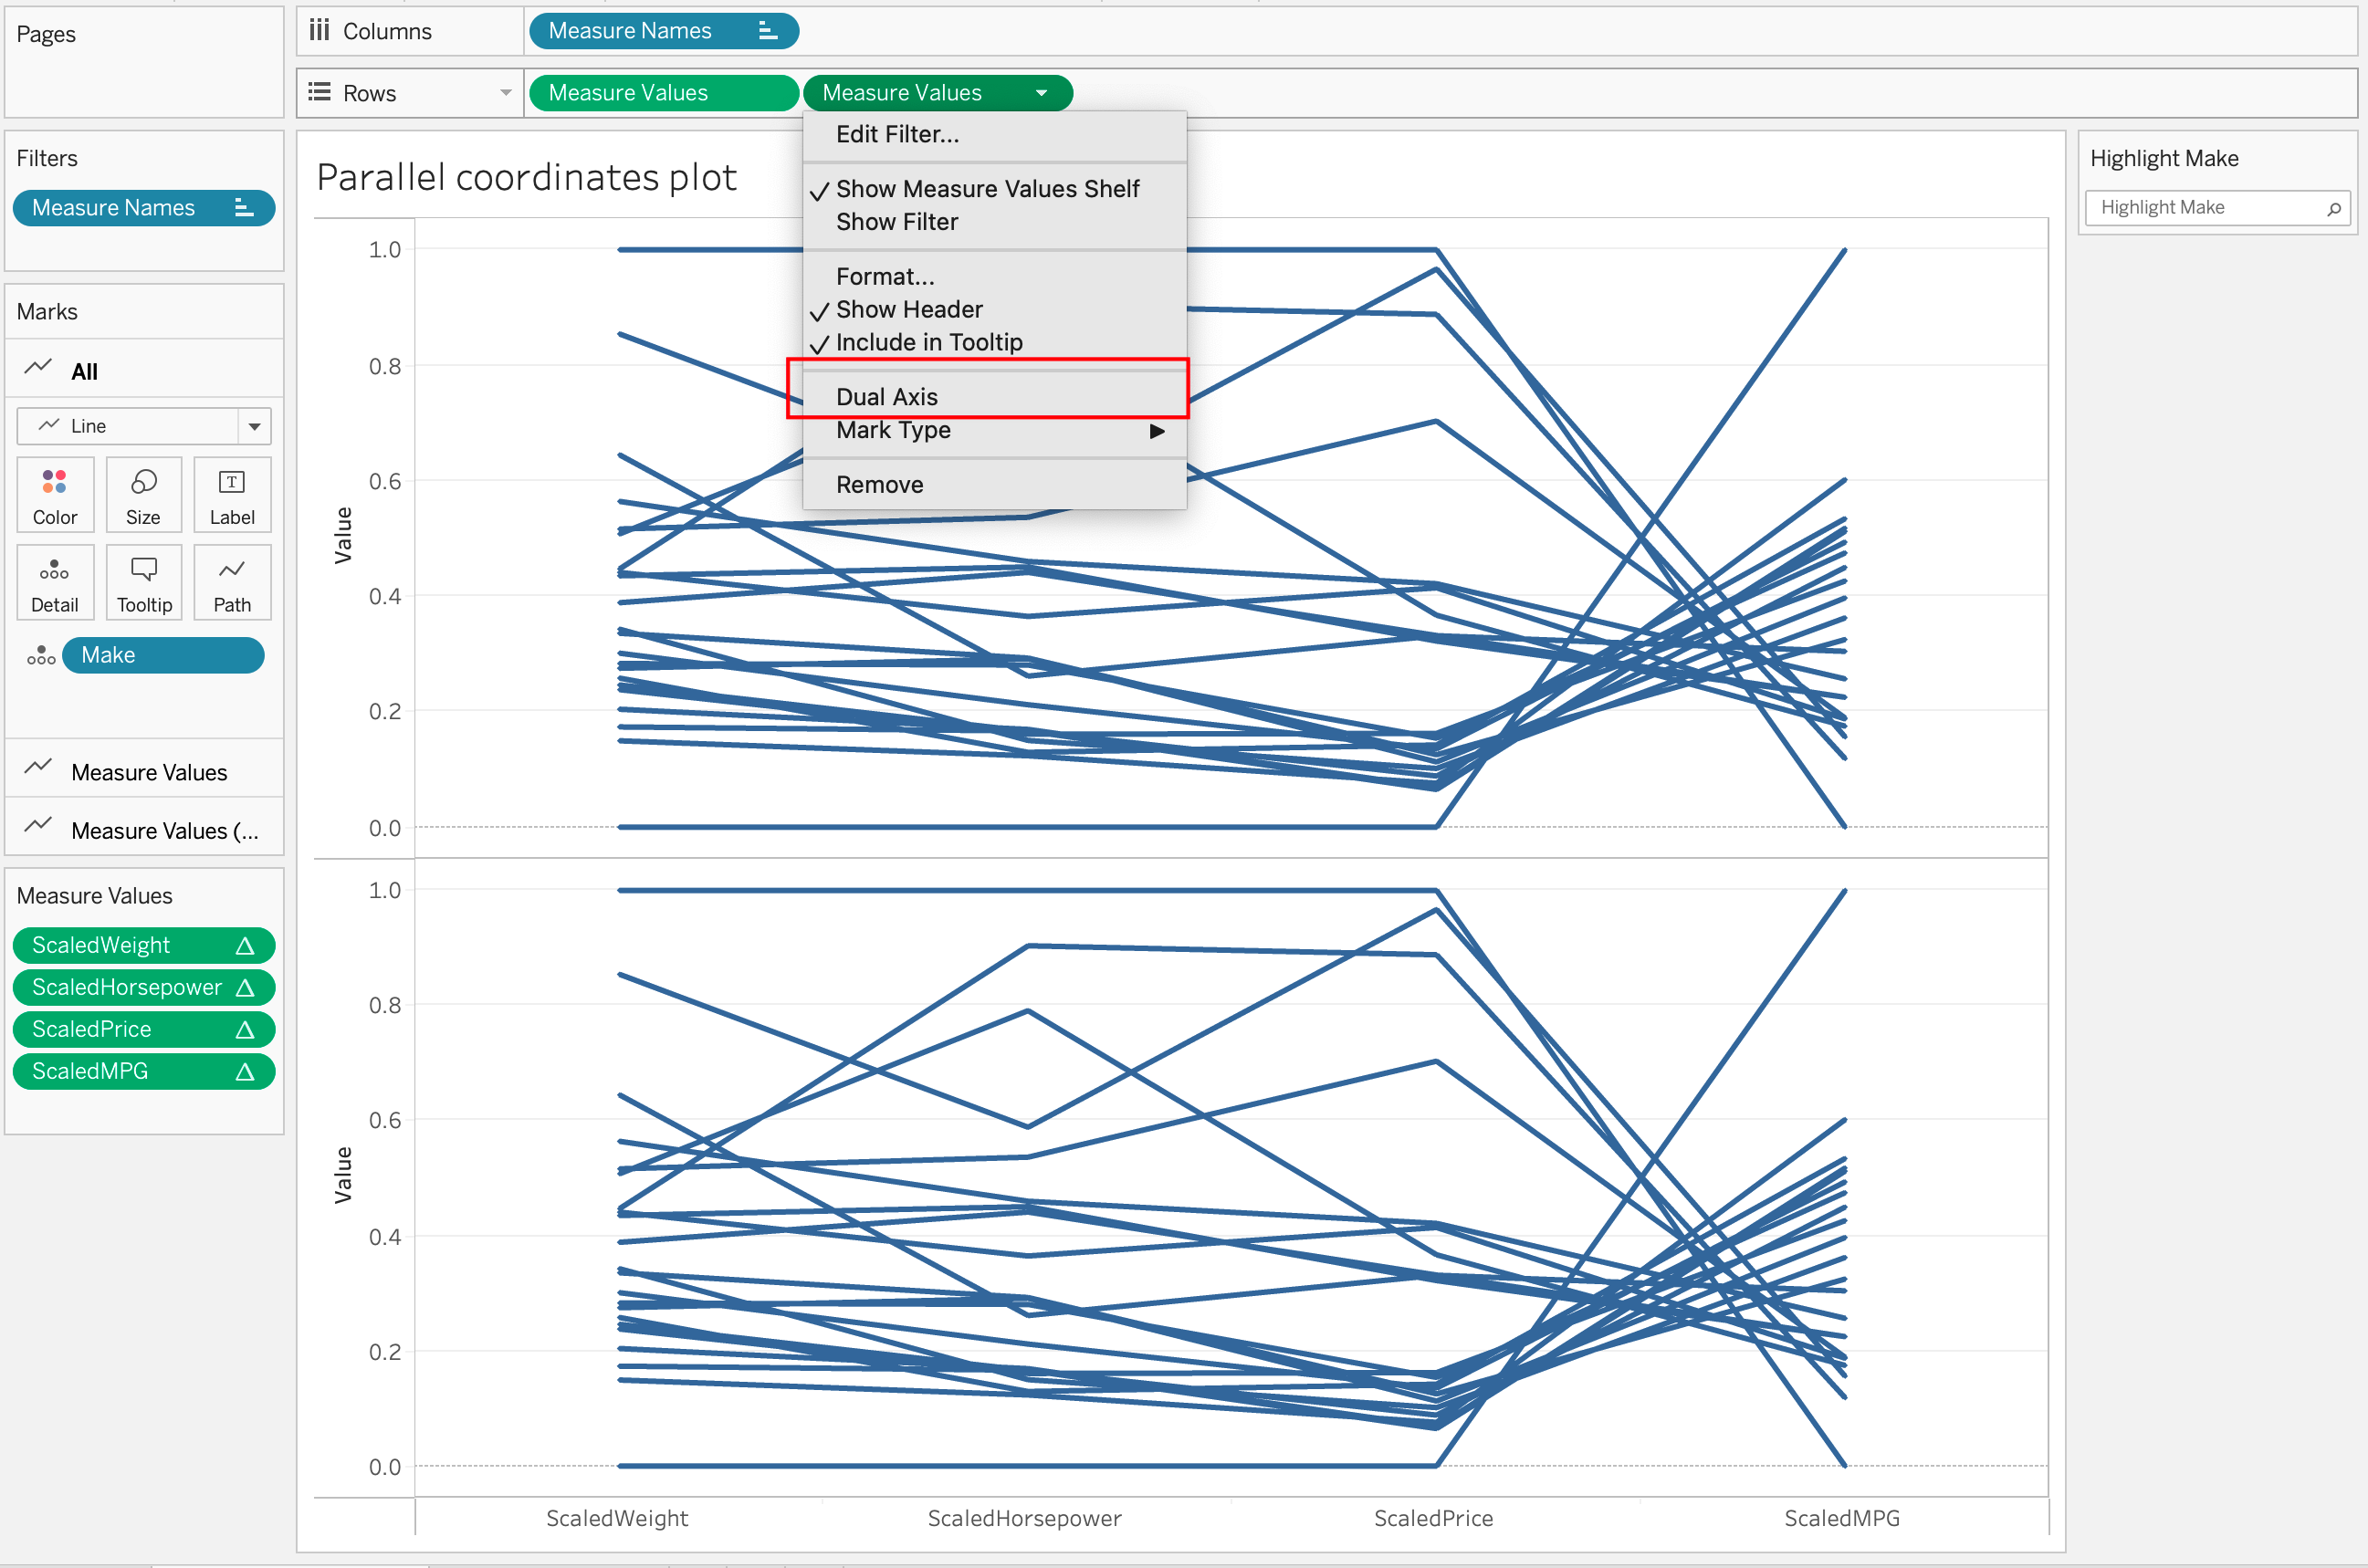 Pages
Columns
Measure Names
Rows
Measure Values
Measure Values
Filters
Measure Names
Marks
All
Line
Color
Size
Label
Detail
Tooltip
Path
Make
Measure Values
Measure Values (...
Measure Values
ScaledWeight
ScaledHorsepower
ScaledPrice
ScaledMPG
Parallel coordinates plot
Edit Filter...
Show Measure Values Shelf
Show Filter
Format...
Show Header
Include in Tooltip
Dual Axis
Mark Type
Remove
Value
1.0
0.8
0.6
0.4
0.2
0.0
Value
1.0
0.8
0.6
0.4
0.2
0.0
ScaledWeight
ScaledHorsepower
ScaledPrice
ScaledMPG
Highlight Make
Highlight Make